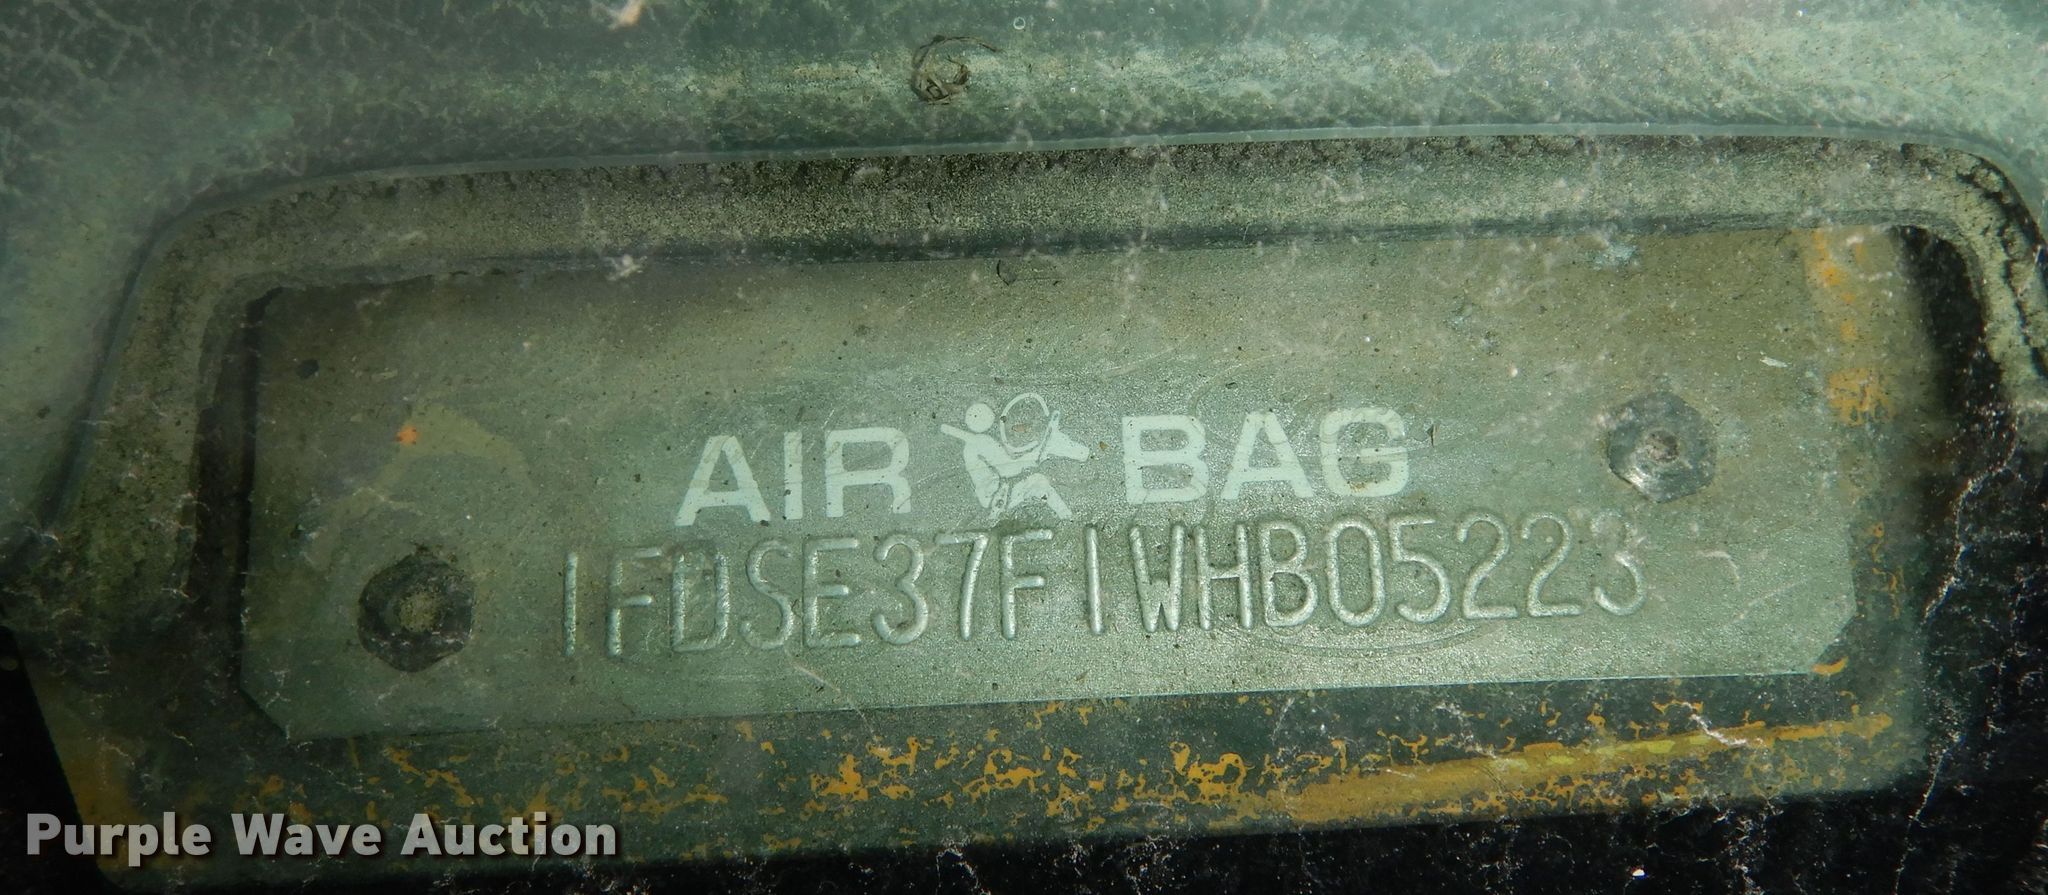 AIR BAG
1FDSE37F1WHB05223
Purple Wave Auction